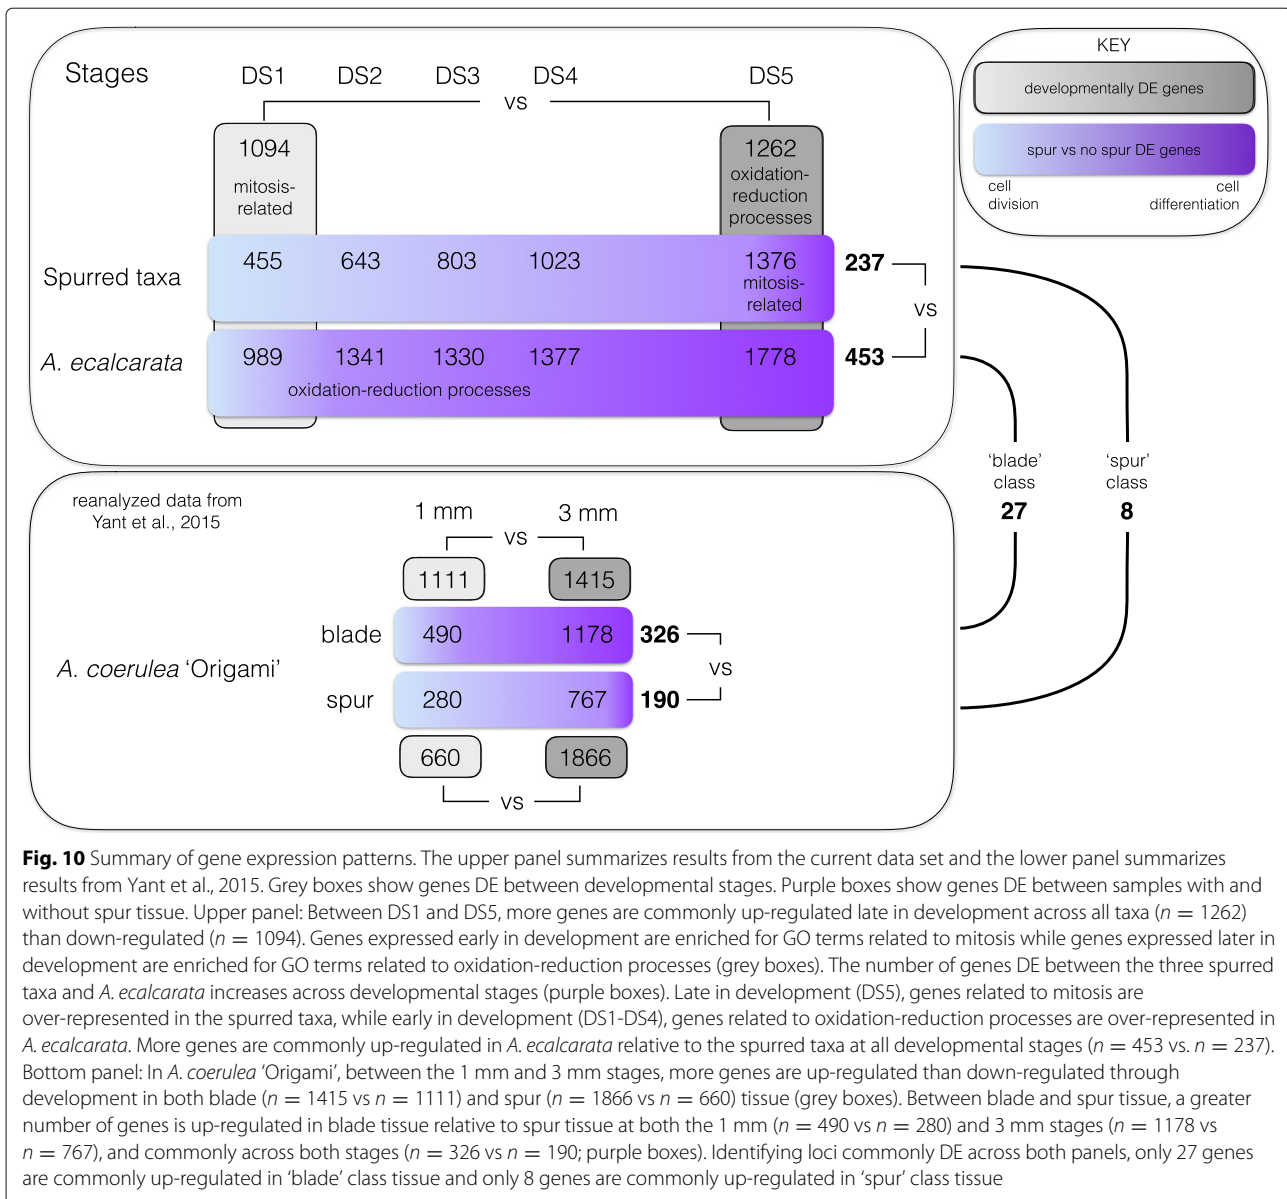 Stages DS1 DS2 DS3 DS4 DS5
vs
1094 1262
mitosis-
related
oxidation-
reduction
processes
Spurred taxa 455 643 803 1023 1376 237
mitosis-
related
vs
A. ecalcarata 989 1341 1330 1377 1778 453
oxidation-reduction processes
KEY
developmentally DE genes
spur vs no spur DE genes
cell
division
cell
differentiation
'blade'
class
27
'spur'
class
8
reanalyzed data from
Yant et al., 2015
1 mm 3 mm
vs
1111 1415
blade 490 1178 326
A. coerulea 'Origami' vs
spur 280 767 190
660 1866
vs
Fig. 10 Summary of gene expression patterns. The upper panel summarizes results from the current data set and the lower panel summarizes
results from Yant et al., 2015. Grey boxes show genes DE between developmental stages. Purple boxes show genes DE between samples with and
without spur tissue. Upper panel: Between DS1 and DS5, more genes are commonly up-regulated late in development across all taxa (n = 1262)
than down-regulated (n = 1094). Genes expressed early in development are enriched for GO terms related to mitosis while genes expressed later in
development are enriched for GO terms related to oxidation-reduction processes (grey boxes). The number of genes DE between the three spurred
taxa and A. ecalcarata increases across developmental stages (purple boxes). Late in development (DS5), genes related to mitosis are
over-represented in the spurred taxa, while early in development (DS1-DS4), genes related to oxidation-reduction processes are over-represented in
A. ecalcarata. More genes are commonly up-regulated in A. ecalcarata relative to the spurred taxa at all developmental stages (n = 453 vs. n = 237).
Bottom panel: In A. coerulea 'Origami', between the 1 mm and 3 mm stages, more genes are up-regulated than down-regulated through
development in both blade (n = 1415 vs n = 1111) and spur (n = 1866 vs n = 660) tissue (grey boxes). Between blade and spur tissue, a greater
number of genes is up-regulated in blade tissue relative to spur tissue at both the 1 mm (n = 490 vs n = 280) and 3 mm stages (n = 1178 vs
n = 767), and commonly across both stages (n = 326 vs n = 190; purple boxes). Identifying loci commonly DE across both panels, only 27 genes
are commonly up-regulated in 'blade' class tissue and only 8 genes are commonly up-regulated in 'spur' class tissue